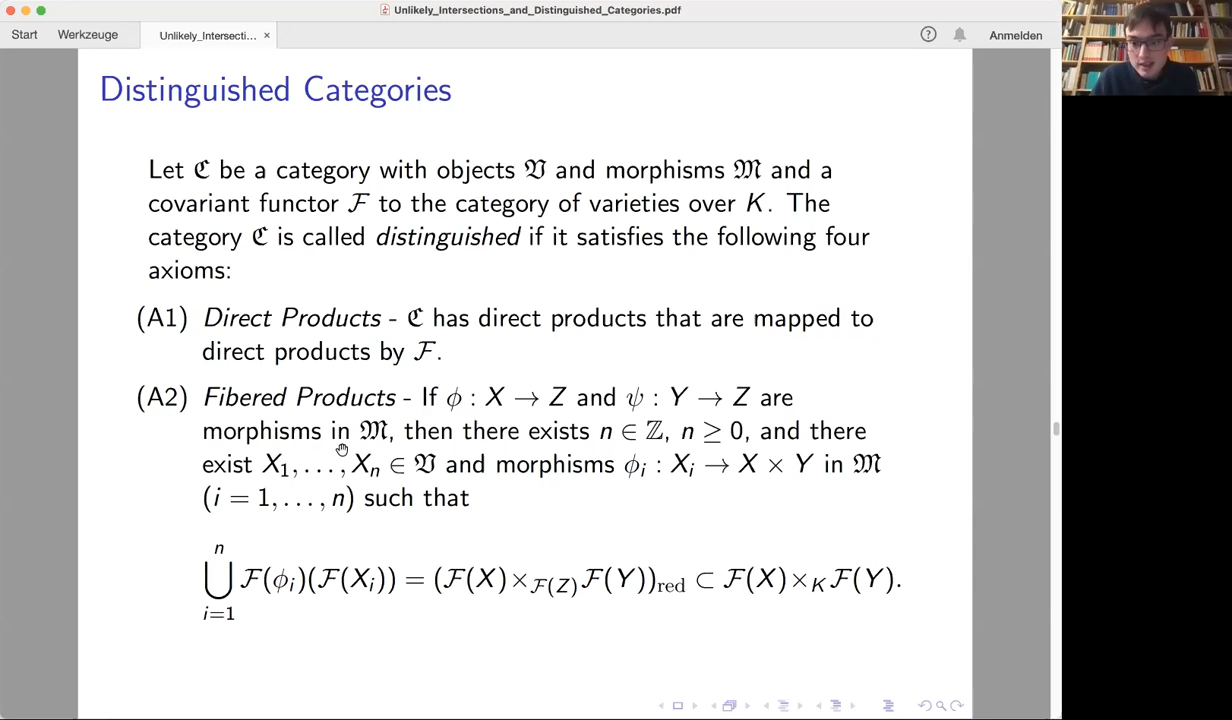 Unlikely_Intersections_and_Distinguished_Categories.pdf
Start Werkzeuge Unlikely_Intersecti... × Anmelden
Distinguished Categories
Let ℭ be a category with objects 𝔙 and morphisms 𝔐 and a
covariant functor ℱ to the category of varieties over K. The
category ℭ is called distinguished if it satisfies the following four
axioms:
(A1) Direct Products - ℭ has direct products that are mapped to
direct products by ℱ.
(A2) Fibered Products - If ϕ : X → Z and ψ : Y → Z are
morphisms in 𝔐, then there exists n ∈ ℤ, n ≥ 0, and there
exist X₁, . . . , Xₙ ∈ 𝔙 and morphisms ϕᵢ : Xᵢ → X × Y in 𝔐
(i = 1, . . . , n) such that
⋃ⁿᵢ₌₁ ℱ(ϕᵢ)(ℱ(Xᵢ)) = (ℱ(X) ×_ℱ(Z) ℱ(Y))_red ⊂ ℱ(X) ×_K ℱ(Y).